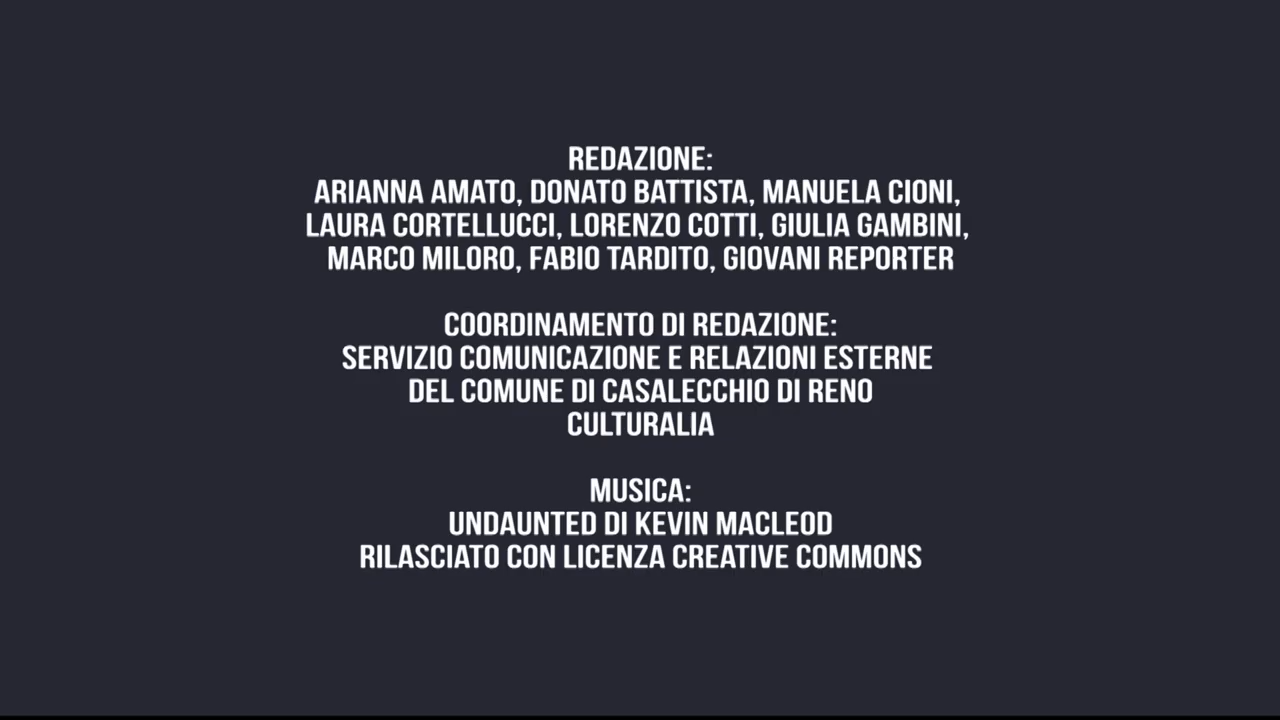 REDAZIONE:
ARIANNA AMATO, DONATO BATTISTA, MANUELA CIONI,
LAURA CORTELLUCCI, LORENZO COTTI, GIULIA GAMBINI,
MARCO MILORO, FABIO TARDITO, GIOVANI REPORTER
COORDINAMENTO DI REDAZIONE:
SERVIZIO COMUNICAZIONE E RELAZIONI ESTERNE
DEL COMUNE DI CASALECCHIO DI RENO
CULTURALIA
MUSICA:
UNDAUNTED DI KEVIN MACLEOD
RILASCIATO CON LICENZA CREATIVE COMMONS